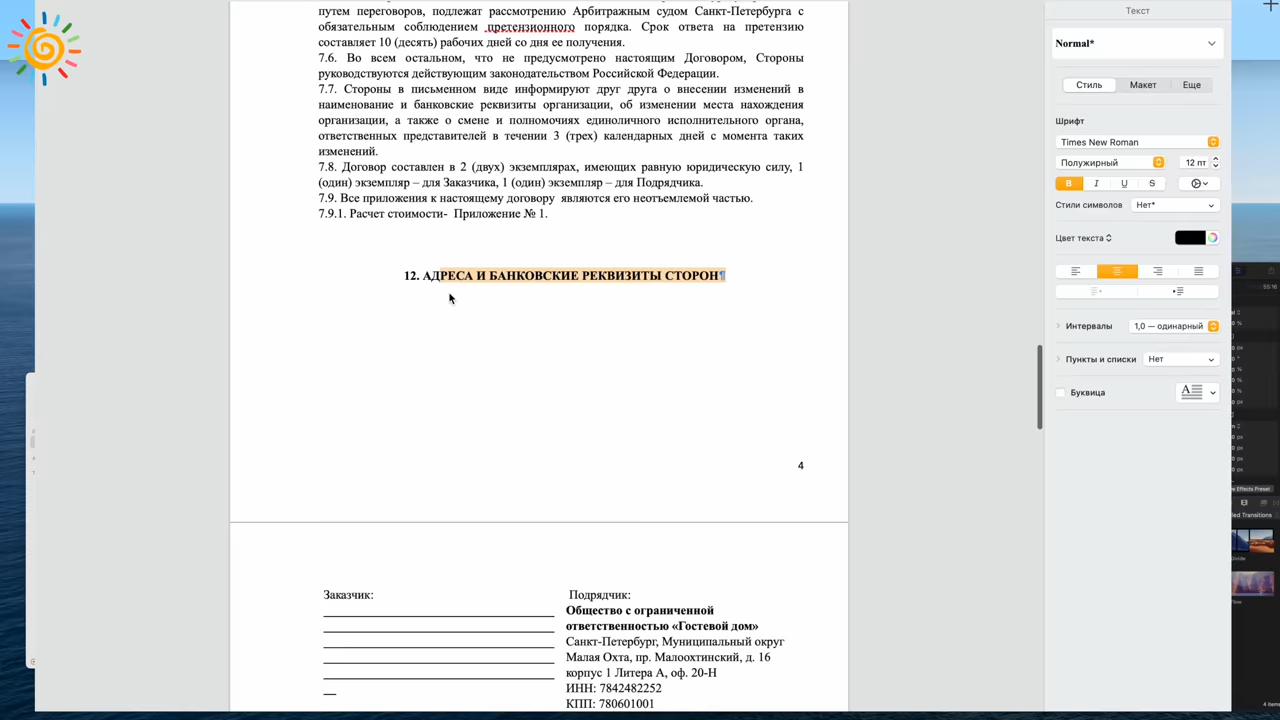 путем переговоров, подлежат рассмотрению Арбитражным судом Санкт-Петербурга с
обязательным соблюдением претензионного порядка. Срок ответа на претензию
составляет 10 (десять) рабочих дней со дня ее получения.
7.6. Во всем остальном, что не предусмотрено настоящим Договором, Стороны
руководствуются действующим законодательством Российской Федерации.
7.7. Стороны в письменном виде информируют друг друга о внесении изменений в
наименование и банковские реквизиты организации, об изменении места нахождения
организации, а также о смене и полномочиях единоличного исполнительного органа,
ответственных представителей в течении 3 (трех) календарных дней с момента таких
изменений.
7.8. Договор составлен в 2 (двух) экземплярах, имеющих равную юридическую силу, 1
(один) экземпляр – для Заказчика, 1 (один) экземпляр – для Подрядчика.
7.9. Все приложения к настоящему договору являются его неотъемлемой частью.
7.9.1. Расчет стоимости- Приложение № 1.
12. АДРЕСА И БАНКОВСКИЕ РЕКВИЗИТЫ СТОРОН¶
4
Заказчик:
Подрядчик:
Общество с ограниченной
ответственностью «Гостевой дом»
Санкт-Петербург, Муниципальный округ
Малая Охта, пр. Малоохтинский, д. 16
корпус 1 Литера А, оф. 20-Н
ИНН: 7842482252
КПП: 780601001
Текст
Normal*
Стиль
Макет
Еще
Шрифт
Times New Roman
Полужирный
12 пт
B I U S
Стили символов
Нет*
Цвет текста
Интервалы
1,0 — одинарный
Пункты и списки
Нет
Буквица
55:16
Effects Preset
Transitions
4 items